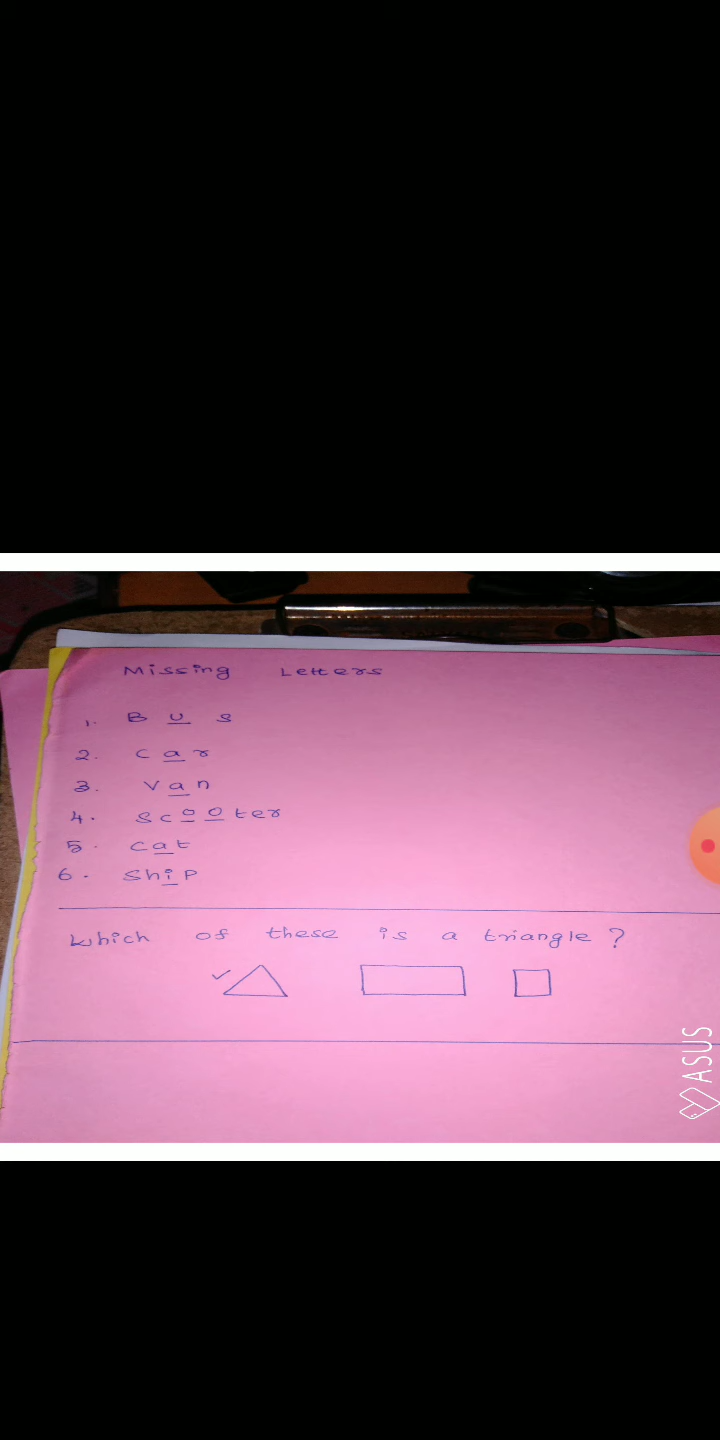 Missing Letters
1. B u s
2. c a r
3. v a n
4. s c o o t e r
5. c a t
6. s h i p
Which of these is a triangle ?
ASUS